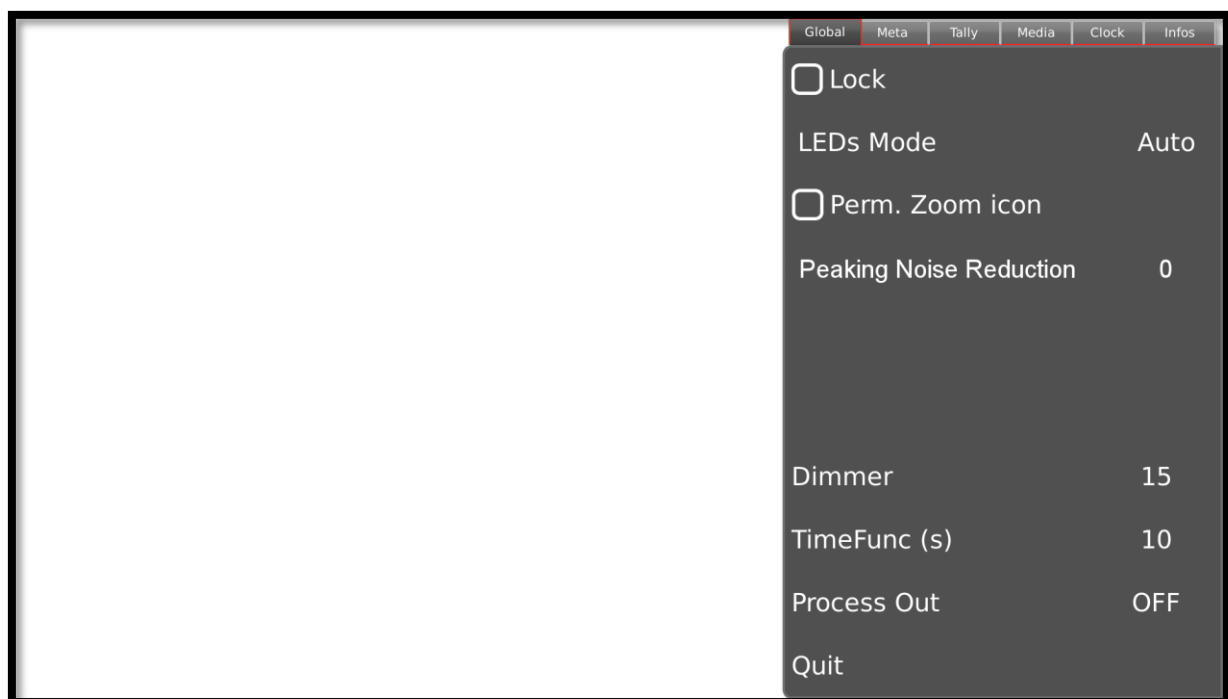 Global Meta Tally Media Clock Infos
Lock
LEDs Mode Auto
Perm. Zoom icon
Peaking Noise Reduction 0
Dimmer 15
TimeFunc (s) 10
Process Out OFF
Quit